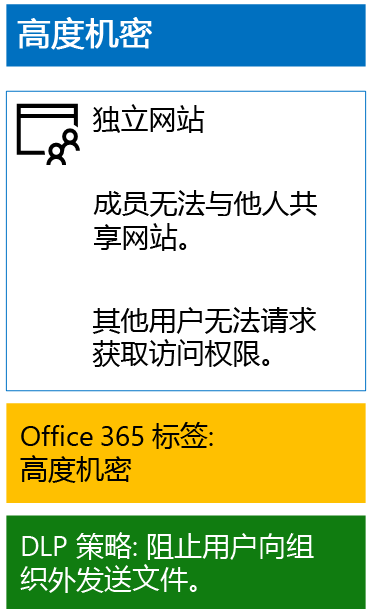 高度机密
独立网站
成员无法与他人共
享网站。
其他用户无法请求
获取访问权限。
Office 365 标签:
高度机密
DLP 策略: 阻止用户向组
织外发送文件。